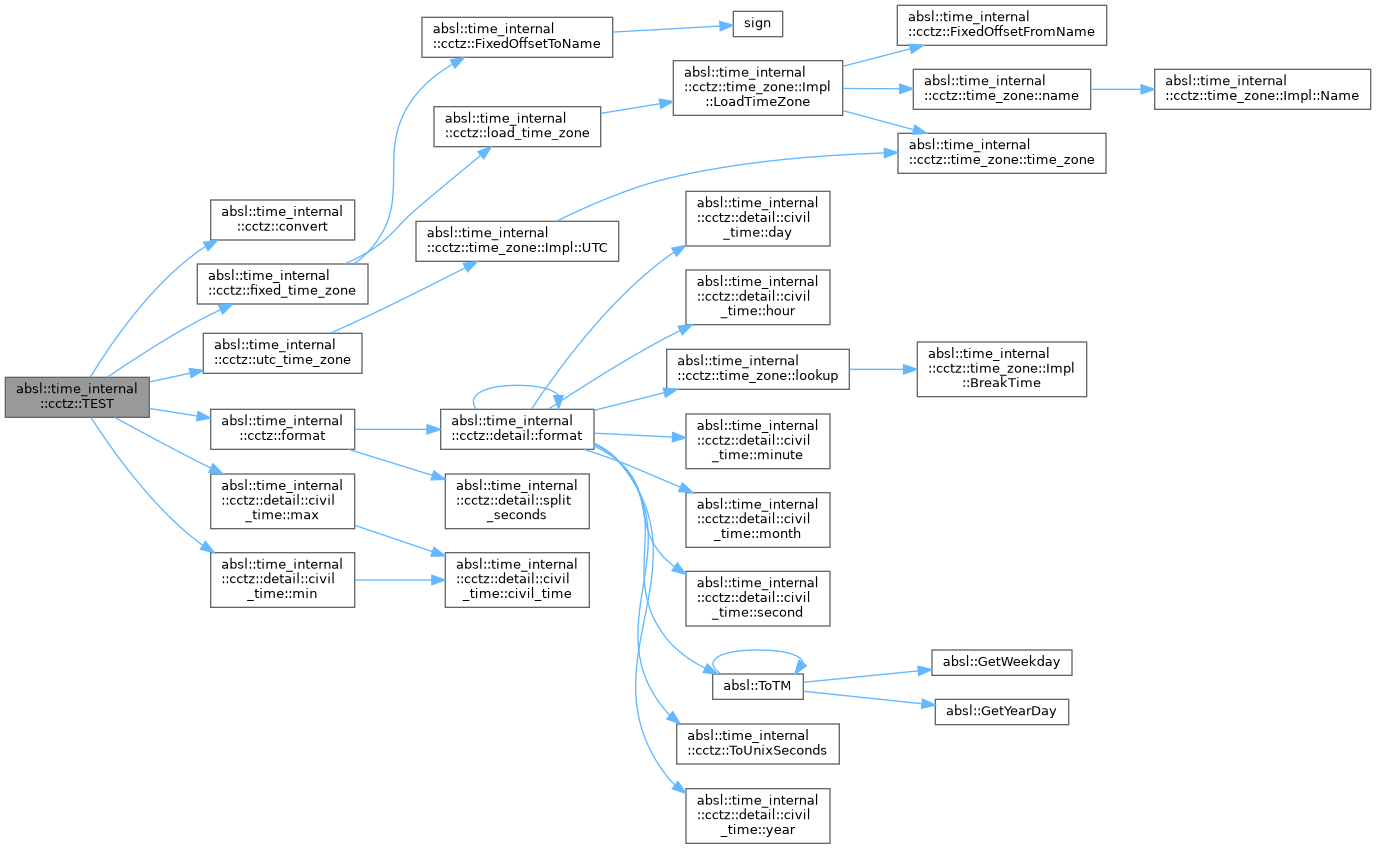 absl::time_internal
::cctz::TEST
absl::time_internal
::cctz::convert
absl::time_internal
::cctz::fixed_time_zone
absl::time_internal
::cctz::utc_time_zone
absl::time_internal
::cctz::format
absl::time_internal
::cctz::detail::civil
_time::max
absl::time_internal
::cctz::detail::civil
_time::min
absl::time_internal
::cctz::FixedOffsetToName
absl::time_internal
::cctz::load_time_zone
absl::time_internal
::cctz::time_zone::Impl::UTC
absl::time_internal
::cctz::detail::format
absl::time_internal
::cctz::detail::split
_seconds
absl::time_internal
::cctz::detail::civil
_time::civil_time
sign
absl::time_internal
::cctz::time_zone::Impl
::LoadTimeZone
absl::time_internal
::cctz::detail::civil
_time::day
absl::time_internal
::cctz::detail::civil
_time::hour
absl::time_internal
::cctz::time_zone::lookup
absl::time_internal
::cctz::detail::civil
_time::minute
absl::time_internal
::cctz::detail::civil
_time::month
absl::time_internal
::cctz::detail::civil
_time::second
absl::ToTM
absl::time_internal
::cctz::ToUnixSeconds
absl::time_internal
::cctz::detail::civil
_time::year
absl::time_internal
::cctz::FixedOffsetFromName
absl::time_internal
::cctz::time_zone::name
absl::time_internal
::cctz::time_zone::time_zone
absl::time_internal
::cctz::time_zone::Impl
::BreakTime
absl::GetWeekday
absl::GetYearDay
absl::time_internal
::cctz::time_zone::Impl::Name